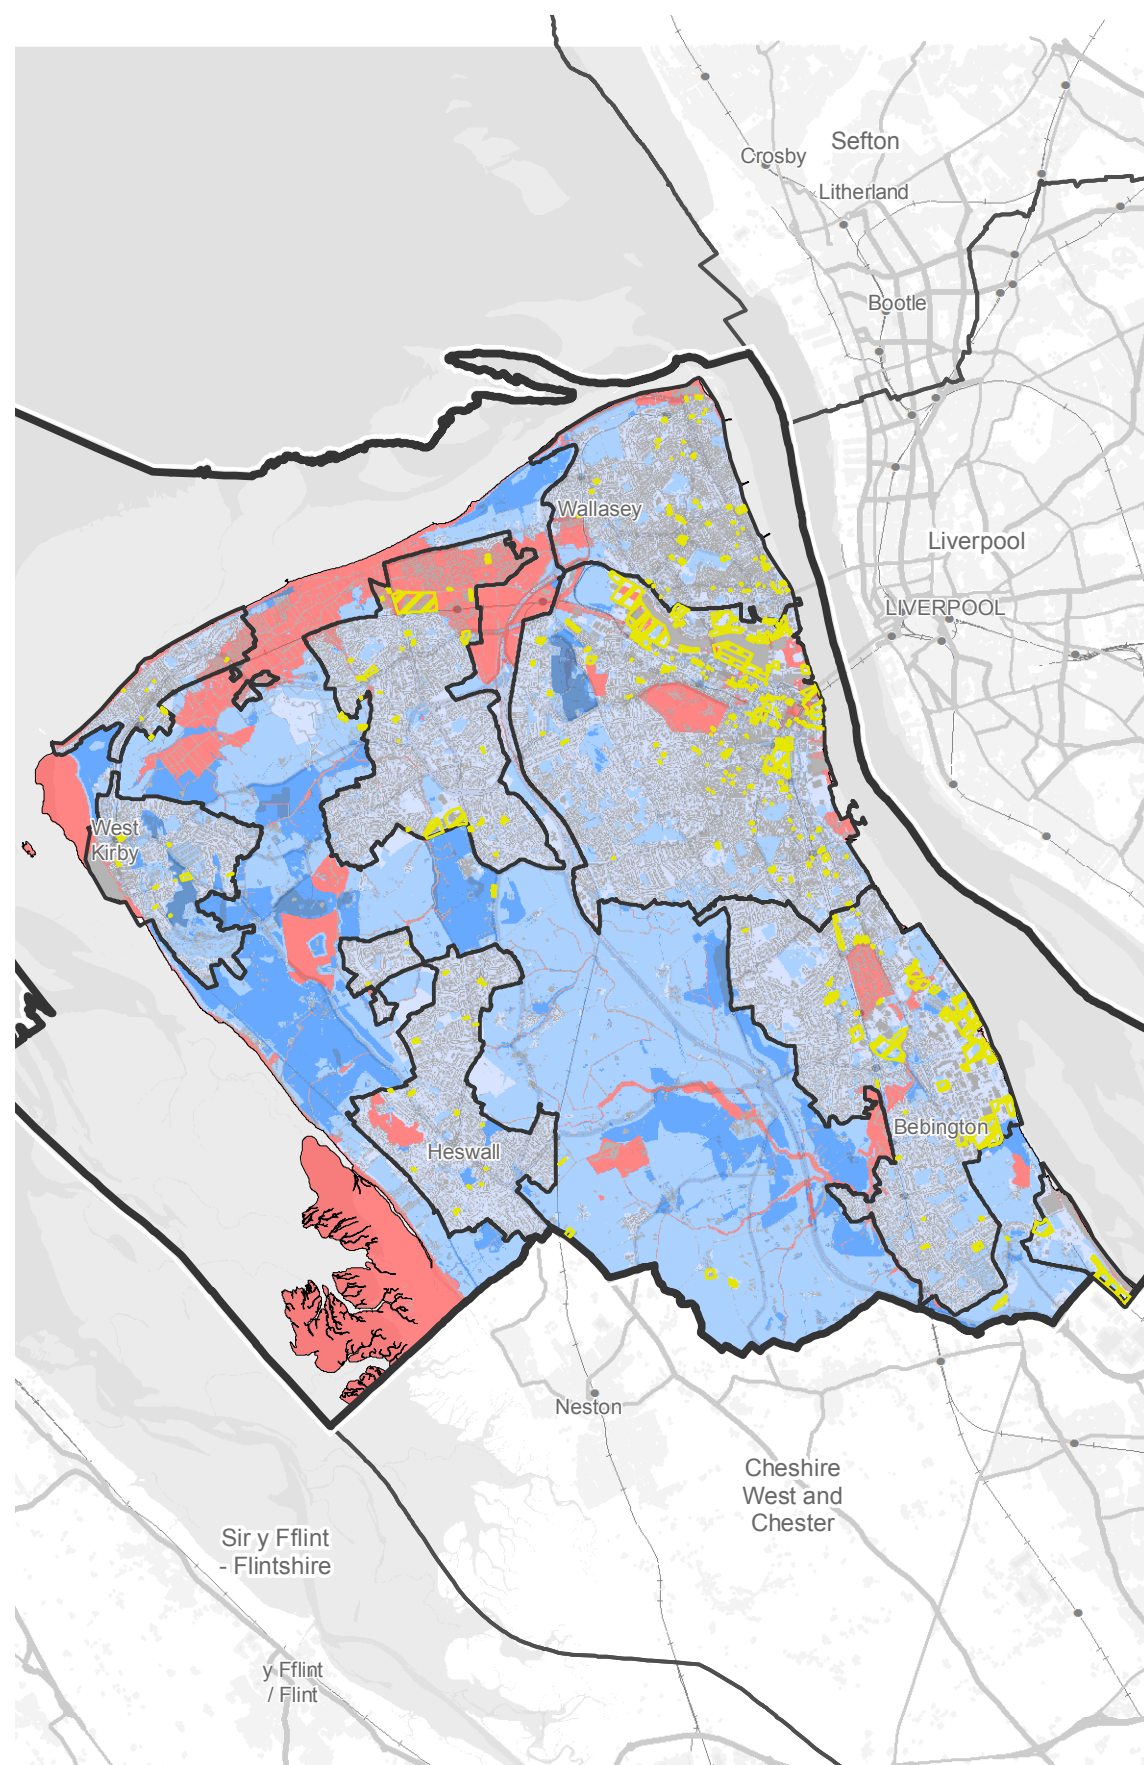 Sefton
Crosby
Litherland
Bootle
Wallasey
Liverpool
LIVERPOOL
West
Kirby
Bebington
Heswall
Neston
Cheshire
West and
Chester
Sir y Fflint
- Flintshire
y Fflint
/ Flint